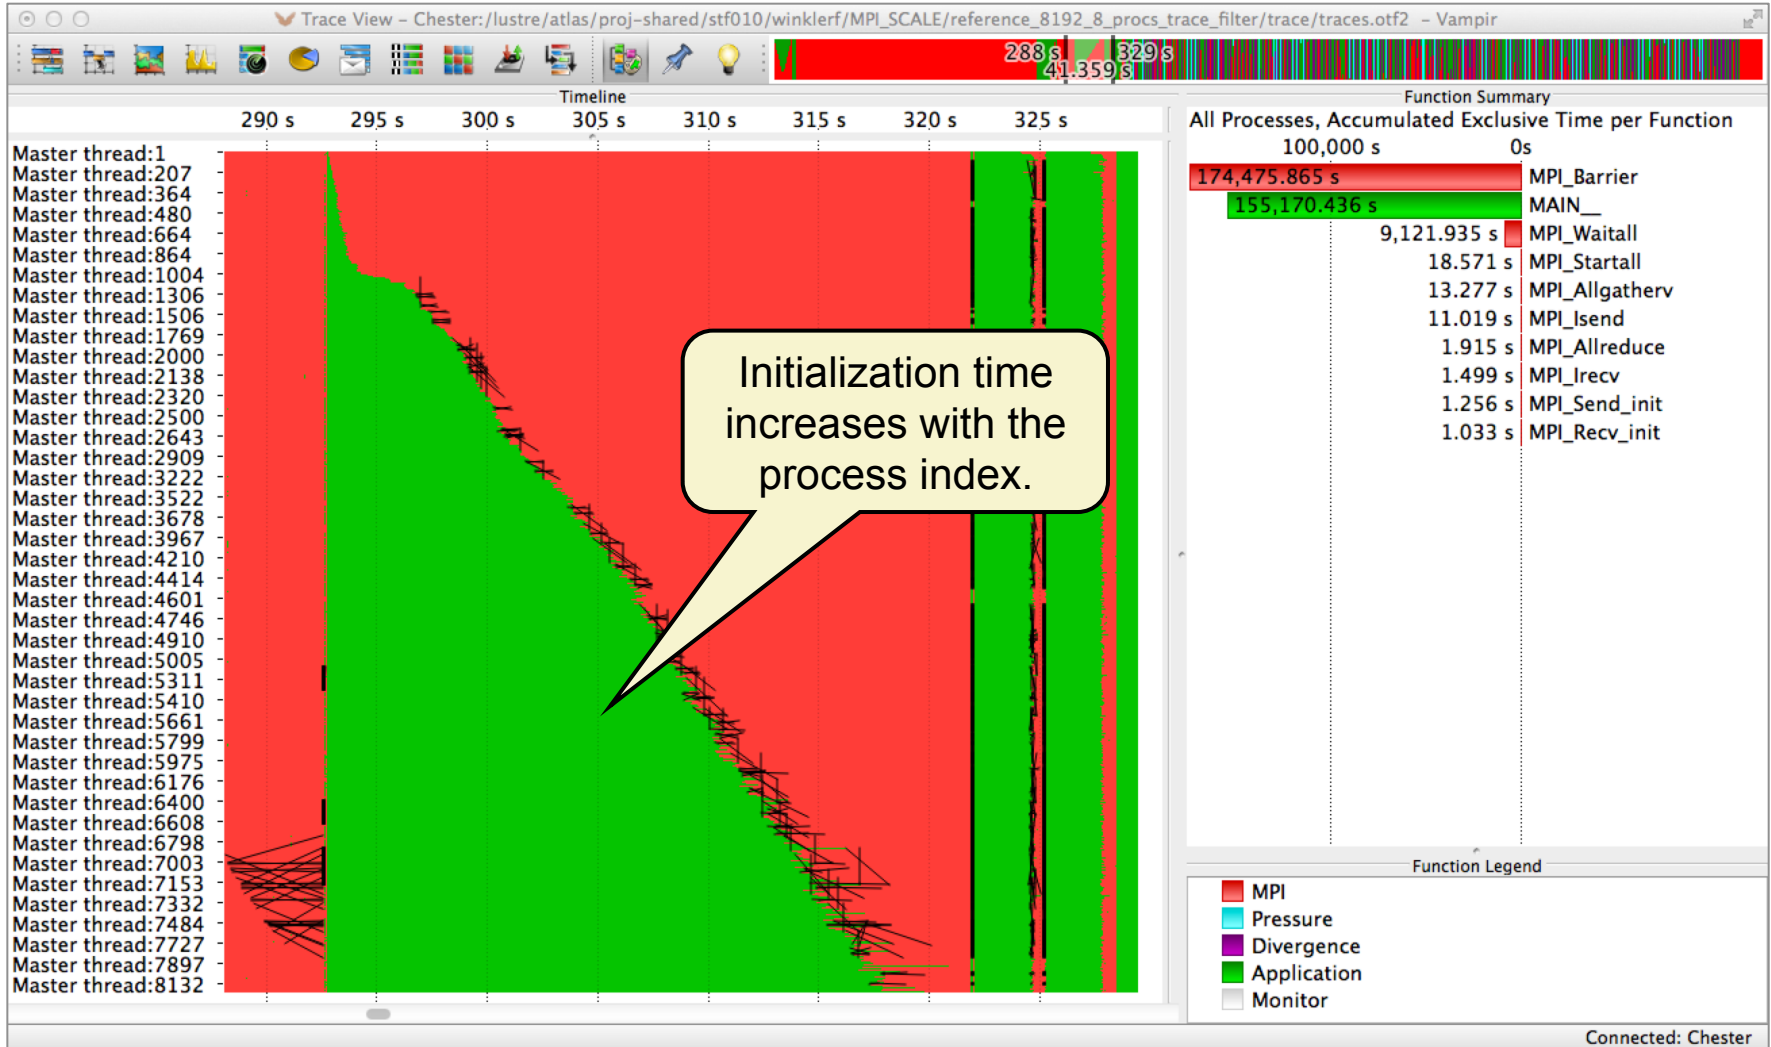 Trace View – Chester:/lustre/atlas/proj-shared/stf010/winklerf/MPI_SCALE/reference_8192_8_procs_trace_filter/trace/traces.otf2 – Vampir
288 s 329 s
41.359 s
Timeline
290 s 295 s 300 s 305 s 310 s 315 s 320 s 325 s
Master thread:1
Master thread:207
Master thread:364
Master thread:480
Master thread:664
Master thread:864
Master thread:1004
Master thread:1306
Master thread:1506
Master thread:1769
Master thread:2000
Master thread:2138
Master thread:2320
Master thread:2500
Master thread:2643
Master thread:2909
Master thread:3222
Master thread:3522
Master thread:3678
Master thread:3967
Master thread:4210
Master thread:4414
Master thread:4601
Master thread:4746
Master thread:4910
Master thread:5005
Master thread:5311
Master thread:5410
Master thread:5661
Master thread:5799
Master thread:5975
Master thread:6176
Master thread:6400
Master thread:6608
Master thread:6798
Master thread:7003
Master thread:7153
Master thread:7332
Master thread:7484
Master thread:7727
Master thread:7897
Master thread:8132
Initialization time
increases with the
process index.
Function Summary
All Processes, Accumulated Exclusive Time per Function
100,000 s 0s
174,475.865 s MPI_Barrier
155,170.436 s MAIN__
9,121.935 s MPI_Waitall
18.571 s MPI_Startall
13.277 s MPI_Allgatherv
11.019 s MPI_Isend
1.915 s MPI_Allreduce
1.499 s MPI_Irecv
1.256 s MPI_Send_init
1.033 s MPI_Recv_init
Function Legend
MPI
Pressure
Divergence
Application
Monitor
Connected: Chester